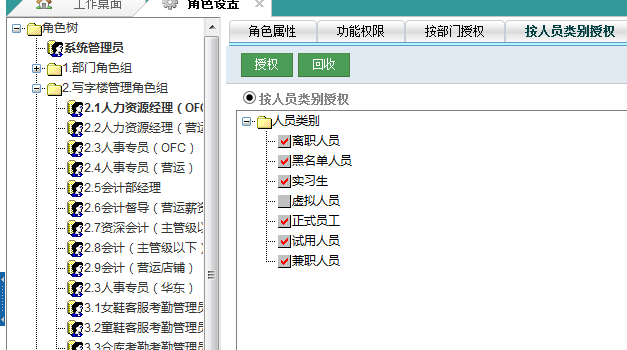 工作桌面
角色设置
角色树
系统管理员
1.部门角色组
2.写字楼管理角色组
2.1人力资源经理（OFC
2.2人力资源经理（营运
2.3人事专员（OFC）
2.4人事专员（营运）
2.5会计部经理
2.6会计督导（营运薪资
2.7资深会计（主管级以
2.8会计（主管级以下）
2.9会计（营运店铺）
2.3人事专员（华东）
3.1女鞋客服考勤管理员
3.2童鞋客服考勤管理员
3.3仓库考勤考勤管理员
角色属性
功能权限
按部门授权
按人员类别授权
授权
回收
按人员类别授权
人员类别
离职人员
黑名单人员
实习生
虚拟人员
正式员工
试用人员
兼职人员